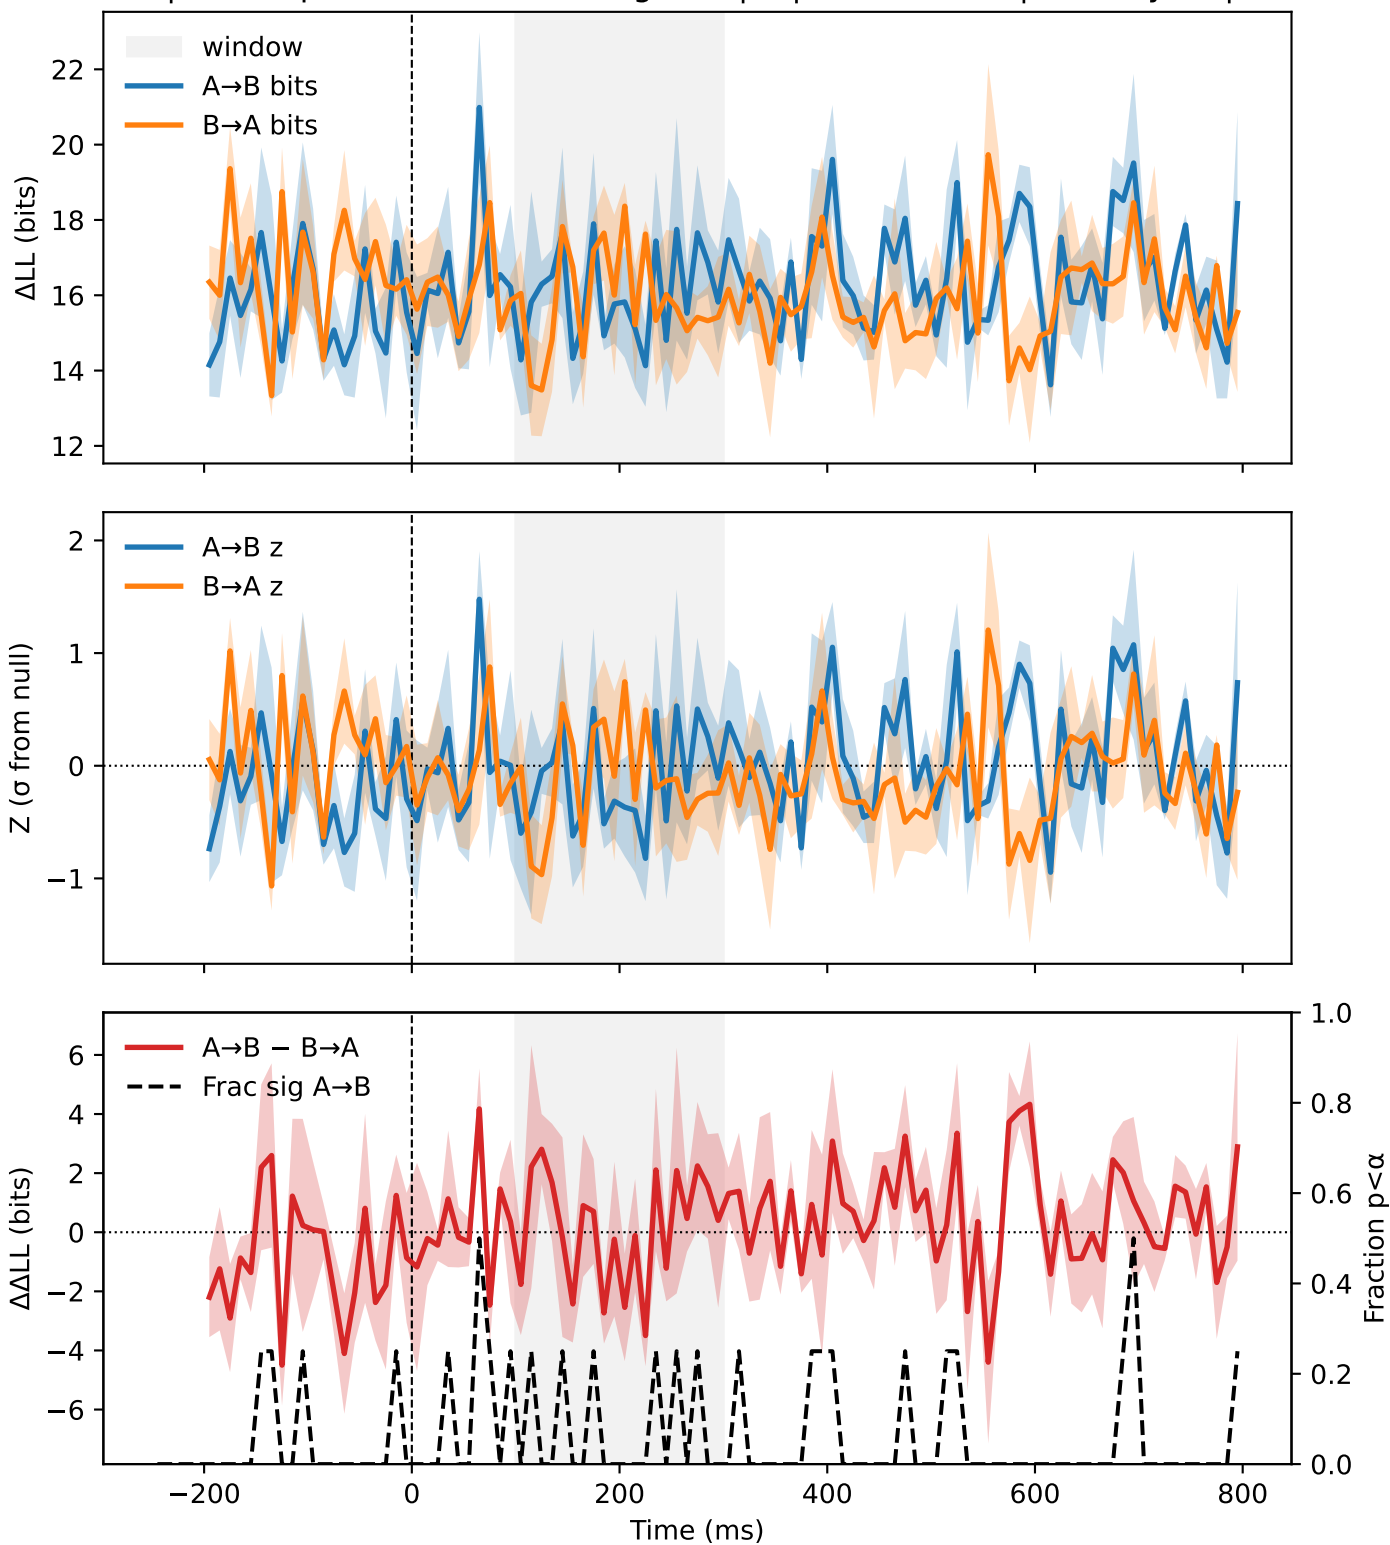 window
A→B bits
B→A bits
ΔLL (bits)
22
20
18
16
14
12
A→B z
B→A z
Z (σ from null)
2
1
0
−1
A→B − B→A
Frac sig A→B
ΔΔLL (bits)
6
4
2
0
−2
−4
−6
1.0
0.8
0.6
0.4
0.2
0.0
Fraction p<α
−200
0
200
400
600
800
Time (ms)